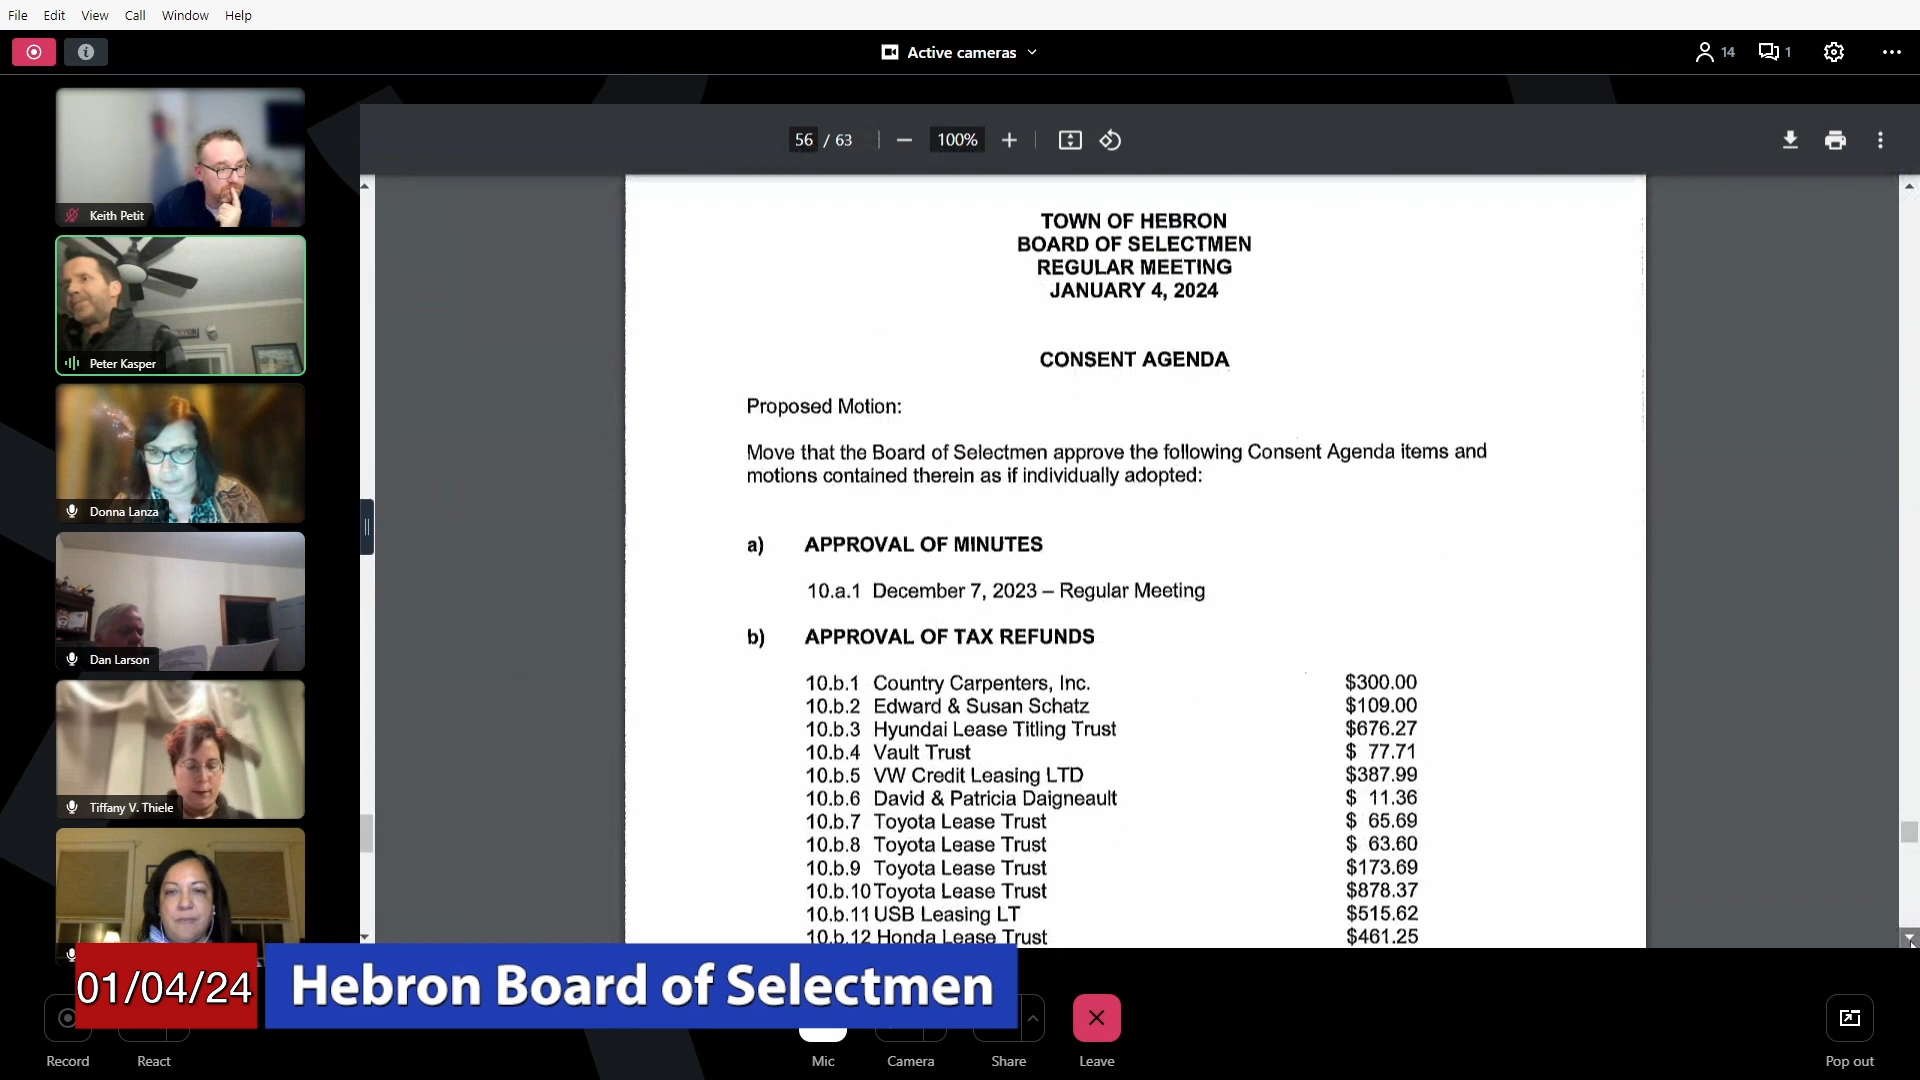 File Edit View Call Window Help
Active cameras
14
1
56 / 63
100%
Keith Petit
Peter Kasper
Donna Lanza
Dan Larson
Tiffany V. Thiele
TOWN OF HEBRON
BOARD OF SELECTMEN
REGULAR MEETING
JANUARY 4, 2024
CONSENT AGENDA
Proposed Motion:
Move that the Board of Selectmen approve the following Consent Agenda items and
motions contained therein as if individually adopted:
a) APPROVAL OF MINUTES
10.a.1 December 7, 2023 – Regular Meeting
b) APPROVAL OF TAX REFUNDS
10.b.1 Country Carpenters, Inc. $300.00
10.b.2 Edward & Susan Schatz $109.00
10.b.3 Hyundai Lease Titling Trust $676.27
10.b.4 Vault Trust $ 77.71
10.b.5 VW Credit Leasing LTD $387.99
10.b.6 David & Patricia Daigneault $ 11.36
10.b.7 Toyota Lease Trust $ 65.69
10.b.8 Toyota Lease Trust $ 63.60
10.b.9 Toyota Lease Trust $173.69
10.b.10 Toyota Lease Trust $878.37
10.b.11 USB Leasing LT $515.62
10.b.12 Honda Lease Trust $461.25
01/04/24
Hebron Board of Selectmen
Record
React
Mic
Camera
Share
Leave
Pop out